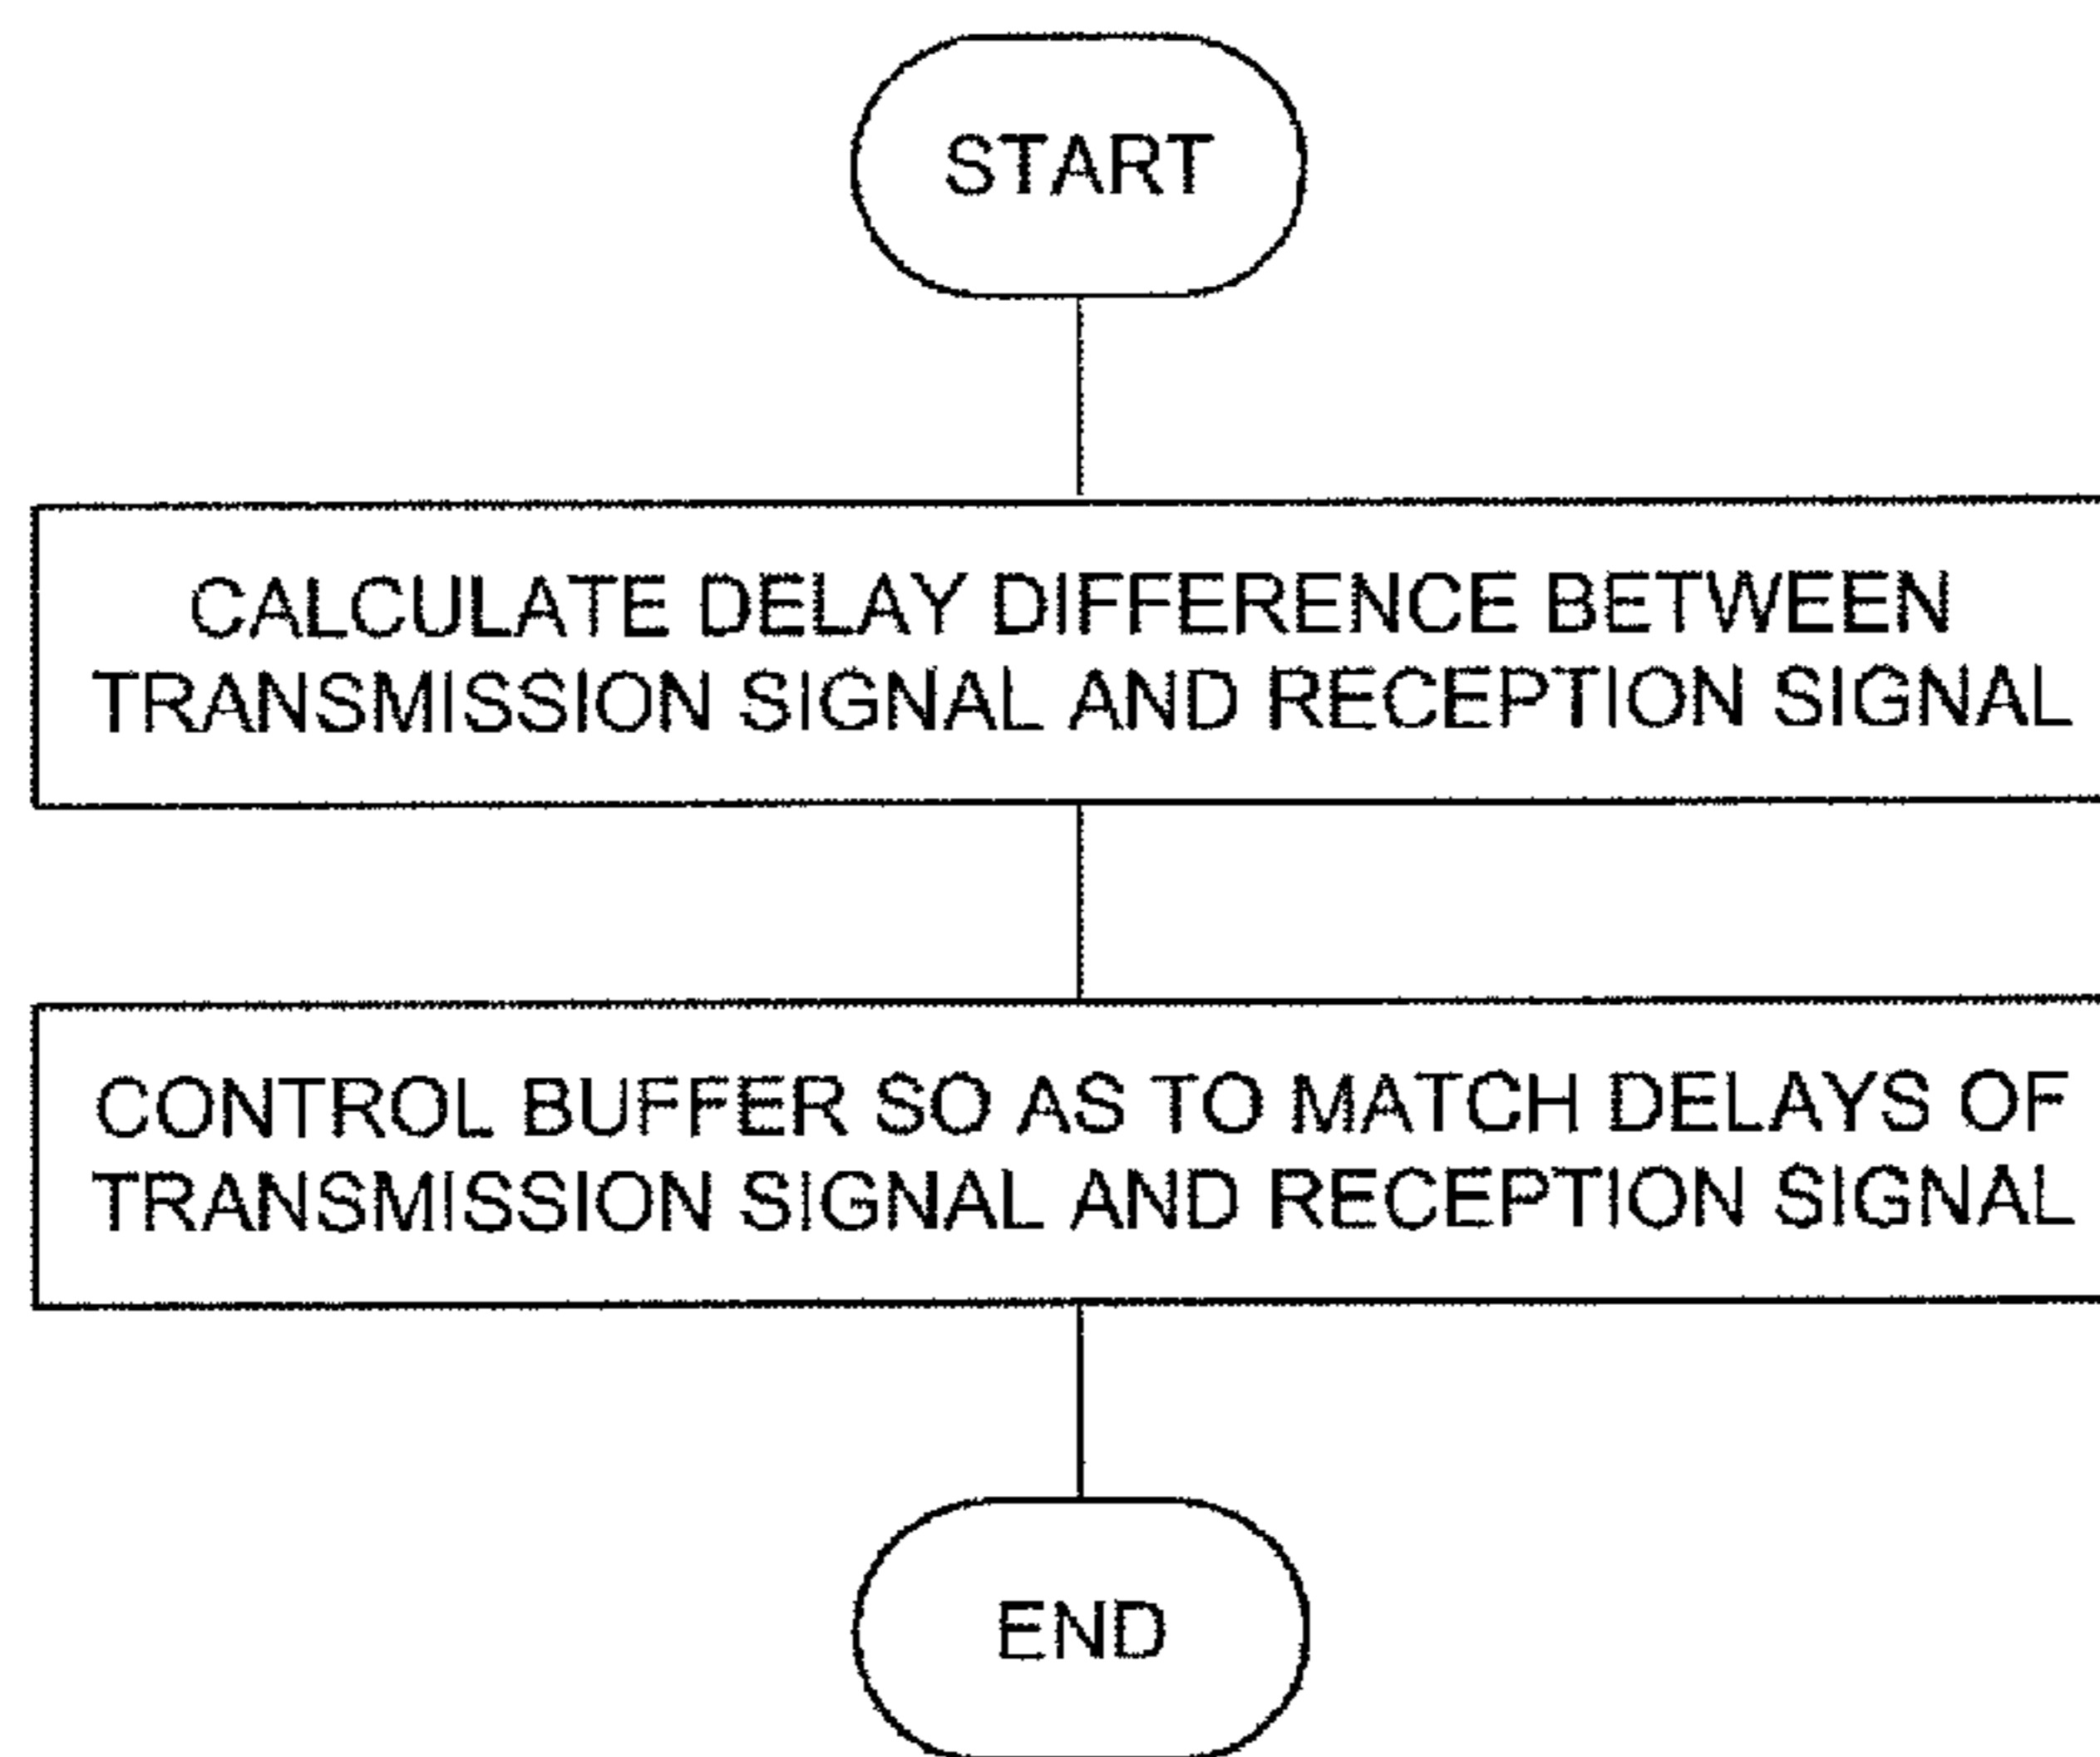 START
CALCULATE DELAY DIFFERENCE BETWEEN
TRANSMISSION SIGNAL AND RECEPTION SIGNAL
CONTROL BUFFER SO AS TO MATCH DELAYS OF
TRANSMISSION SIGNAL AND RECEPTION SIGNAL
END